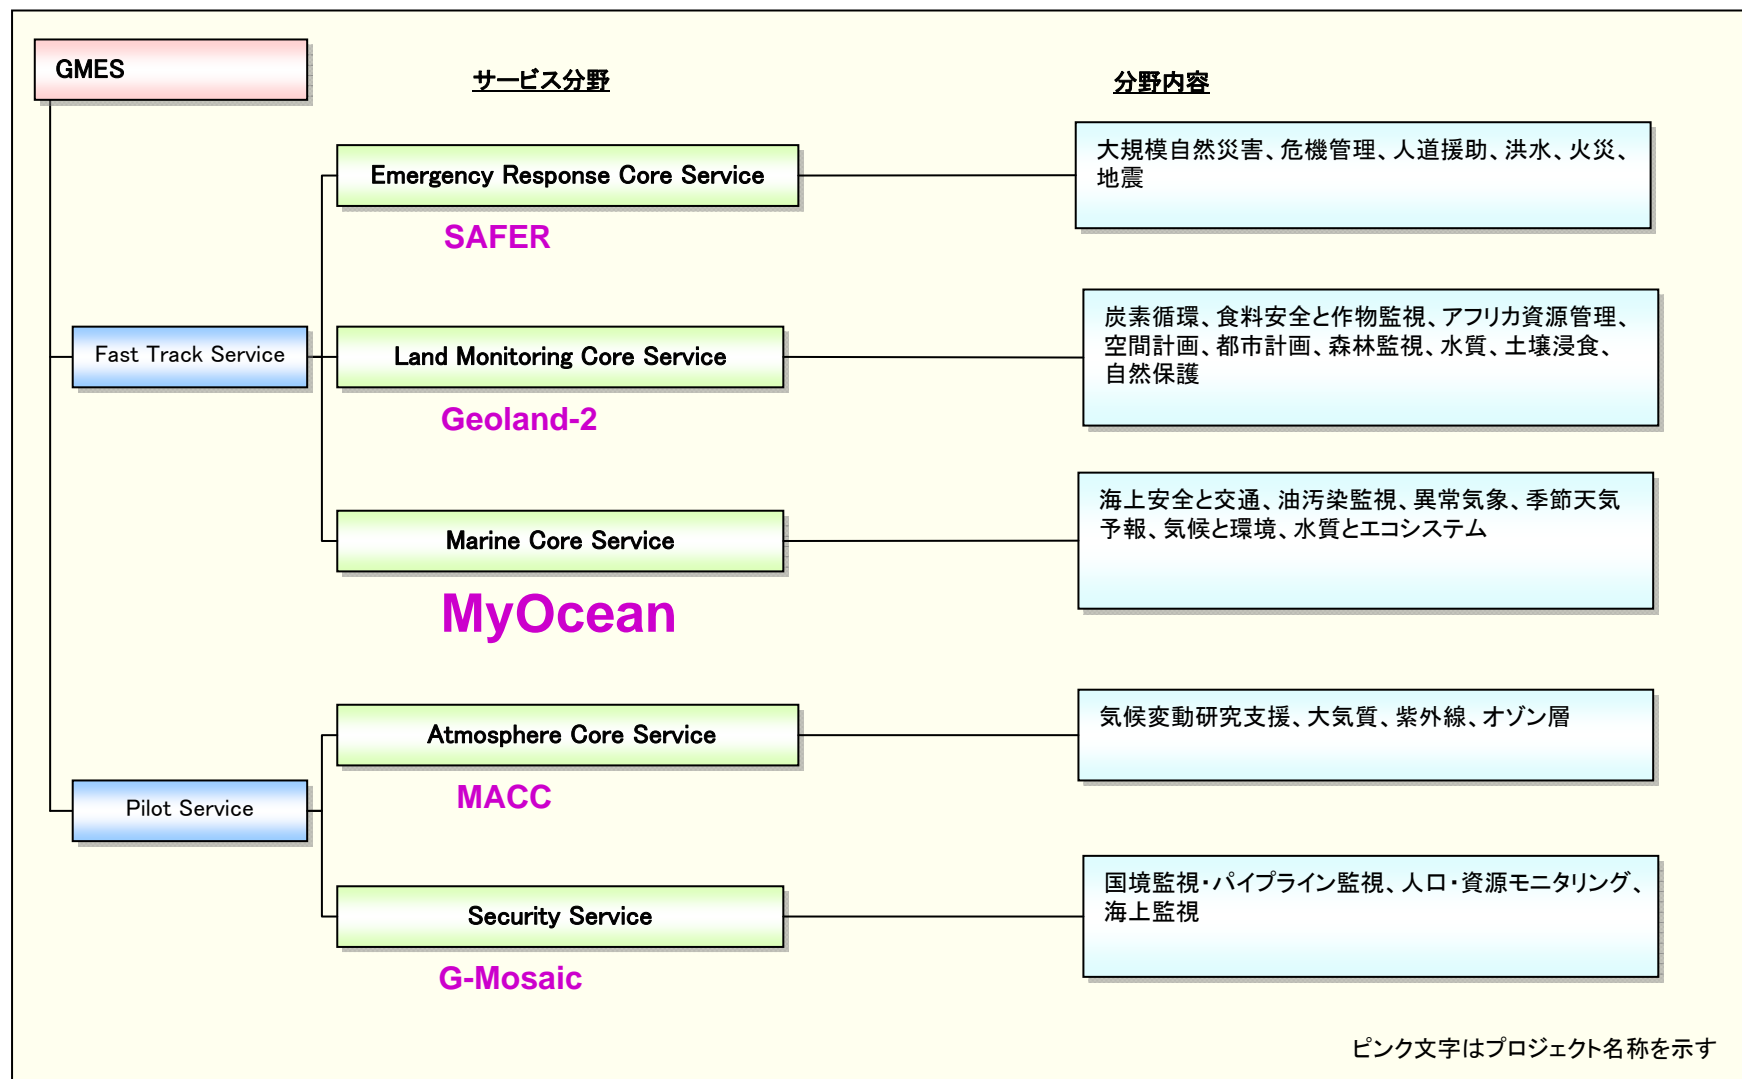 GMES
サービス分野
分野内容
Emergency Response Core Service
大規模自然災害、危機管理、人道援助、洪水、火災、
地震
SAFER
Fast Track Service
Land Monitoring Core Service
炭素循環、食料安全と作物監視、アフリカ資源管理、
空間計画、都市計画、森林監視、水質、土壌浸食、
自然保護
Geoland-2
Marine Core Service
海上安全と交通、油汚染監視、異常気象、季節天気
予報、気候と環境、水質とエコシステム
MyOcean
Atmosphere Core Service
気候変動研究支援、大気質、紫外線、オゾン層
MACC
Pilot Service
Security Service
国境監視・パイプライン監視、人口・資源モニタリング、
海上監視
G-Mosaic
ピンク文字はプロジェクト名称を示す